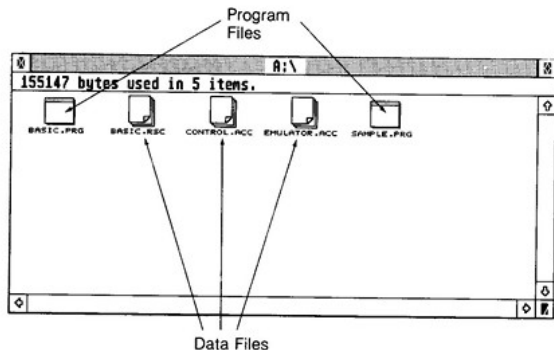 Program
Files
A:\
155147 bytes used in 5 items.
BASIC.PRG BASIC.RSC CONTROL.ACC EMULATOR.ACC SAMPLE.PRG
Data Files